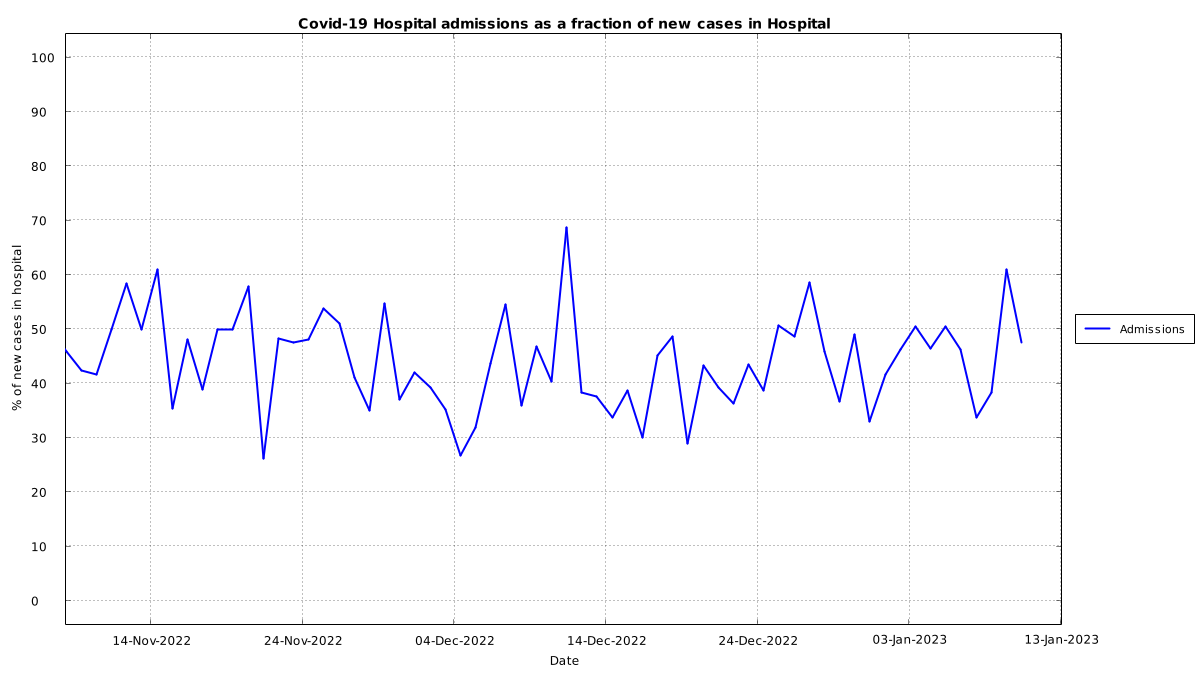 Covid-19 Hospital admissions as a fraction of new cases in Hospital
100
90
80
70
60
50
40
30
20
10
0
% of new cases in hospital
14-Nov-2022
24-Nov-2022
04-Dec-2022
14-Dec-2022
24-Dec-2022
03-Jan-2023
13-Jan-2023
Date
Admissions